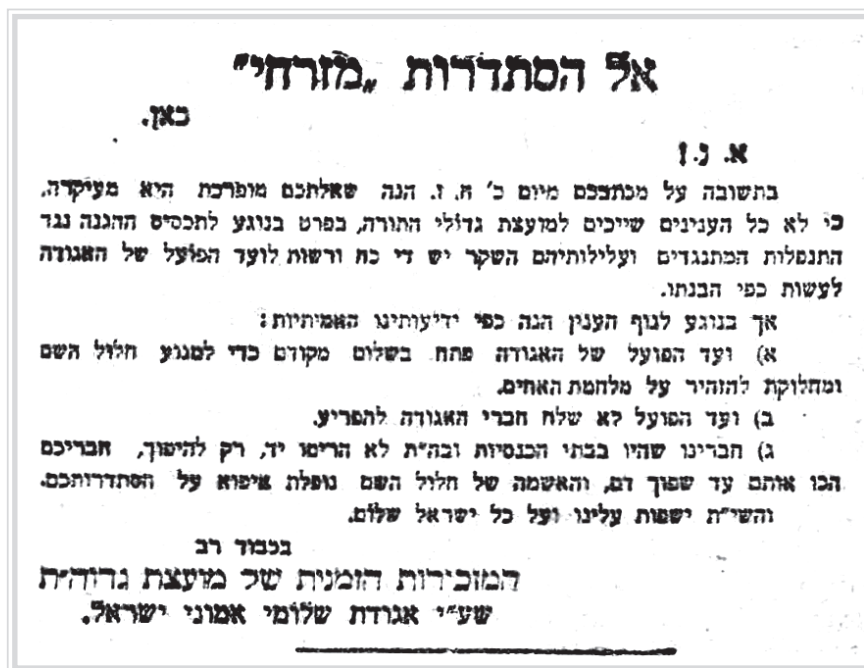 אל הסתדרות „מזרחי"
כאן.
א. נ. ן
בתשובה על מכתבכם מיום כ' ח. ז. הנה שאלתכם מופרכת היא מעיקרה.
כי לא כל הענינים שייכים למועצת גדולי התורה, בפרט בנוגע לתכסיס ההגנה נגד
התנפלות המתנגדים ועלילותיהם השקר יש די כח ורשות לועד הפועל של האגודה
לעשות כפי הבנתו.
אך בנוגע לגוף הענין הנה כפי ידיעותינו האמיתיות:
א) ועד הפועל של האגודה פתח בשלום מקודם כדי למנוע חלול השם
ומחלוקת להזהיר על מלחמת האחים.
ב) ועד הפועל לא שלח חברי האגודה להפריע.
ג) חברינו שהיו בבתי הכנסיות ובה"ת לא הרימו יד, רק להיפוך, חבריכם
הכו אותם עד שפוך דם, והאשמה של חלול השם נופלת איפוא על הסתדרותכם.
והשי"ת ישפות עלינו ועל כל ישראל שלום.
בכבוד רב
המזכירות הזמנית של מועצת גדוה"ת
שע"י אגודת שלומי אמוני ישראל.